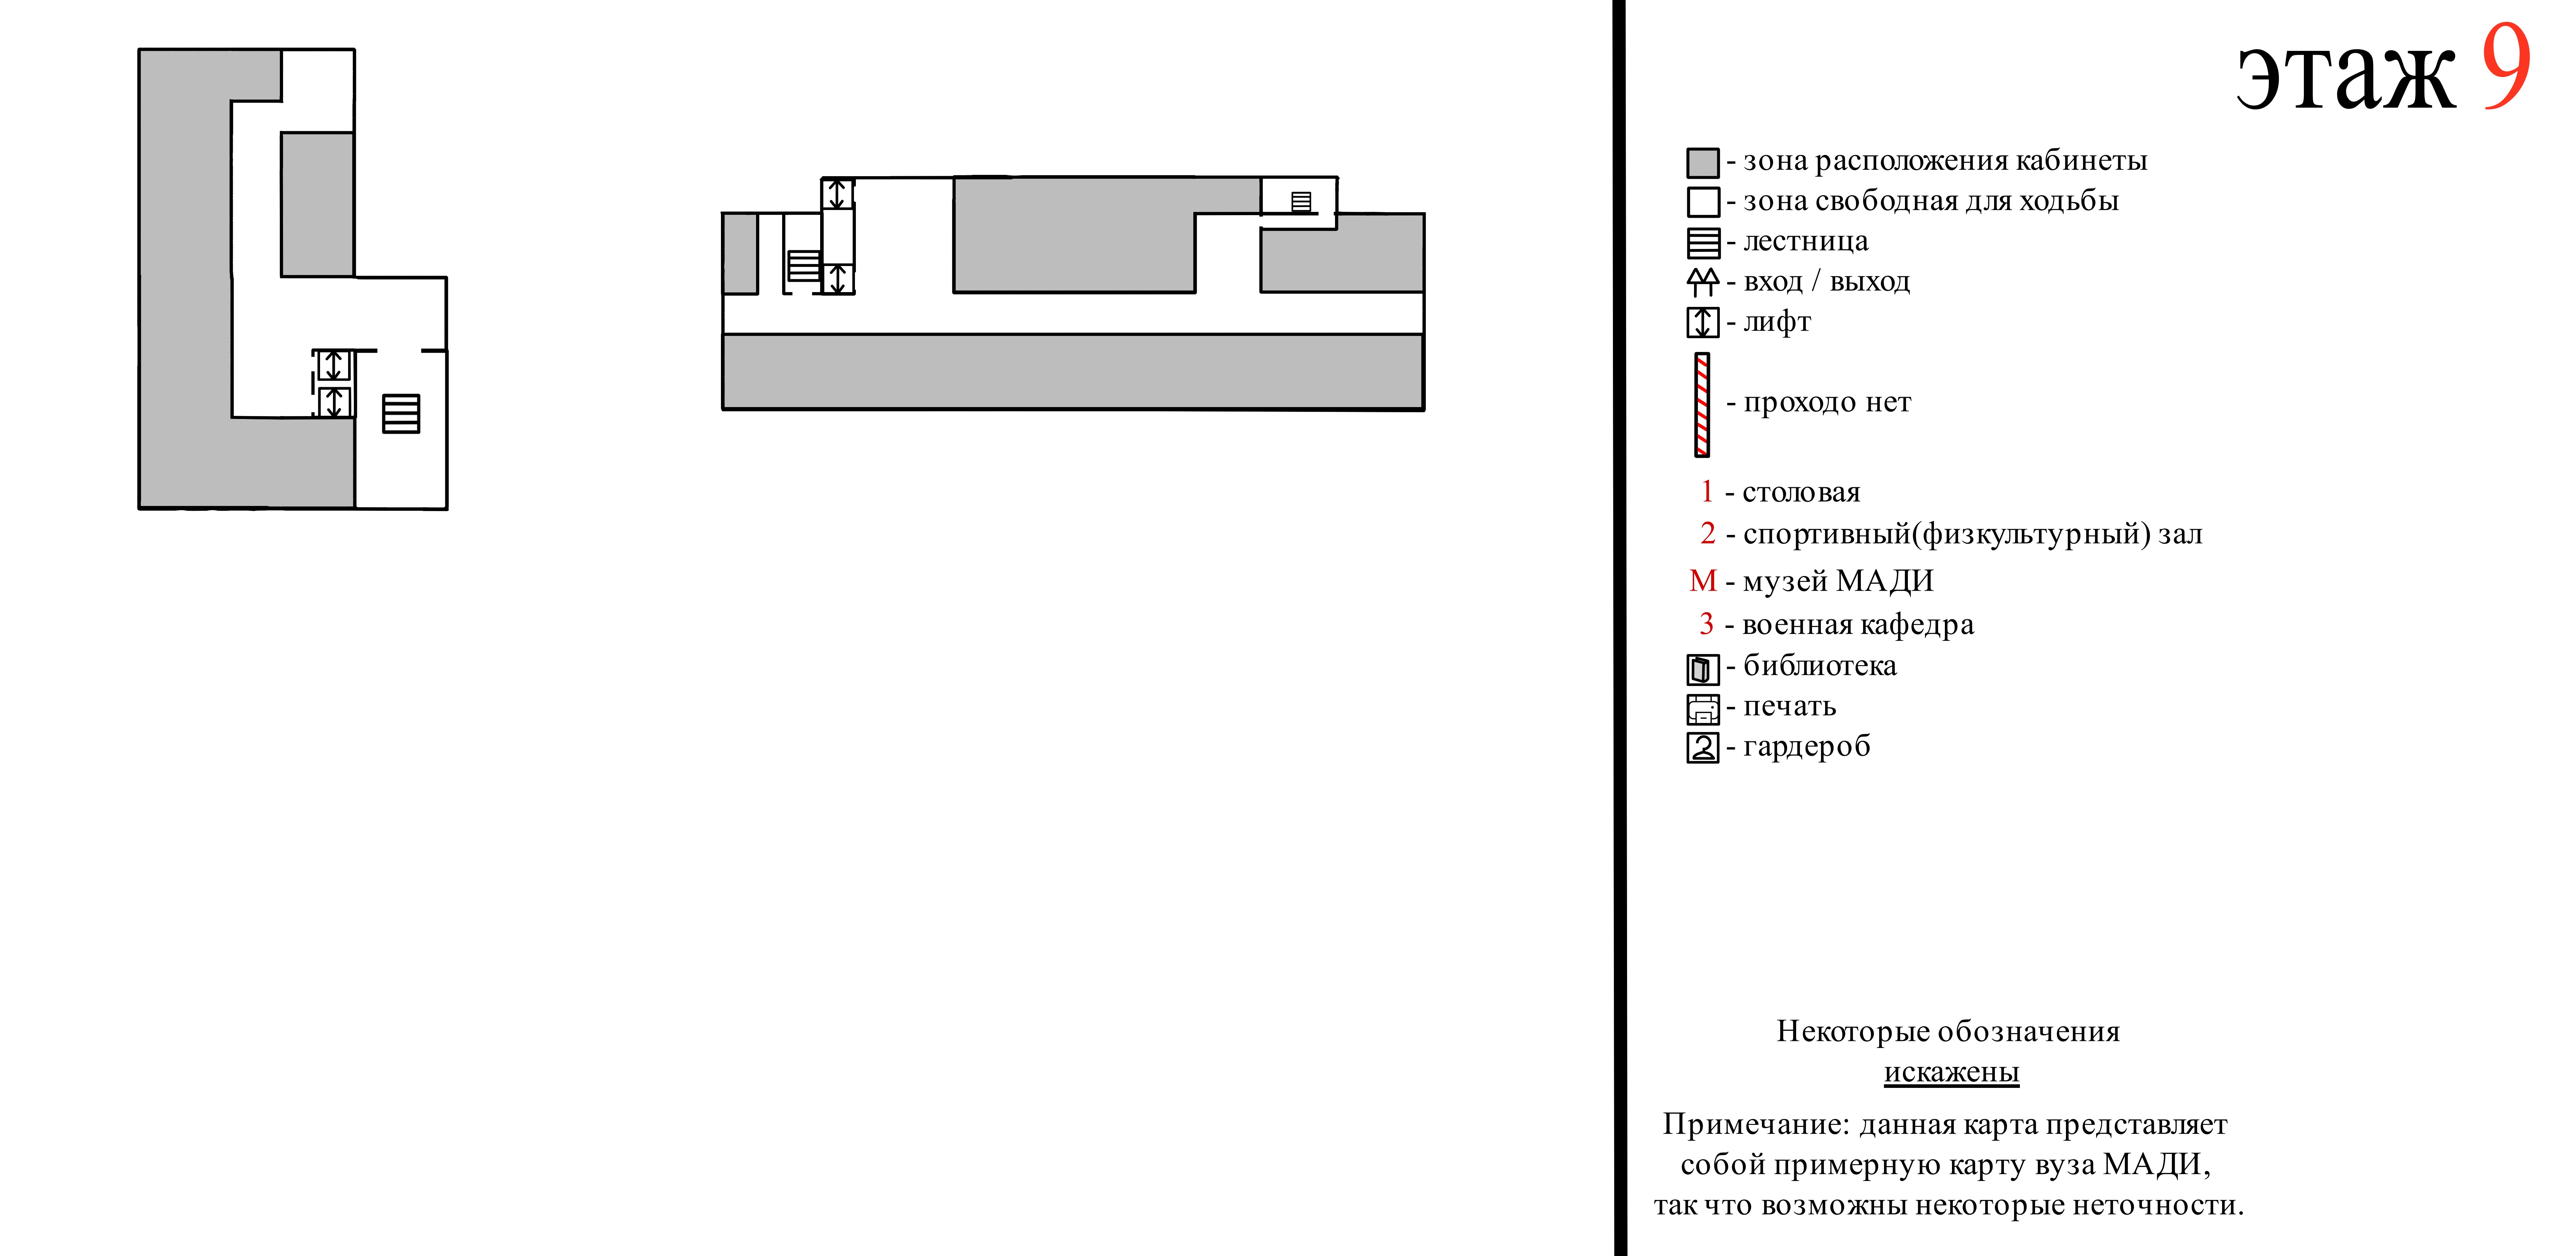 этаж 9
- зона расположения кабинеты
- зона свободная для ходьбы
- лестница
- вход / выход
- лифт
- проходо нет
1 - столовая
2 - спортивный(физкультурный) зал
М - музей МАДИ
3 - военная кафедра
- библиотека
- печать
- гардероб
Некоторые обозначения
искажены
Примечание: данная карта представляет
собой примерную карту вуза МАДИ,
так что возможны некоторые неточности.